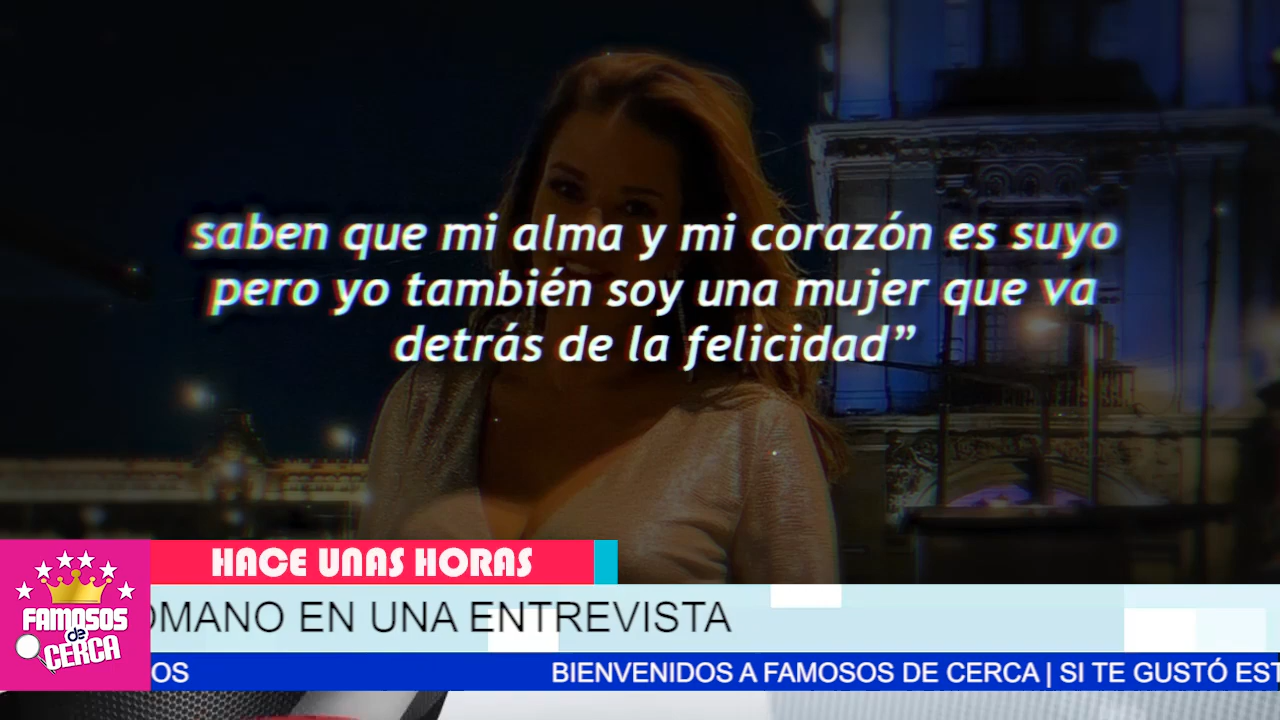 saben que mi alma y mi corazón es suyo
pero yo también soy una mujer que va
detrás de la felicidad”
HACE UNAS HORAS
FAMOSOS
de
CERCA
OMANO EN UNA ENTREVISTA
OS
BIENVENIDOS A FAMOSOS DE CERCA | SI TE GUSTÓ EST